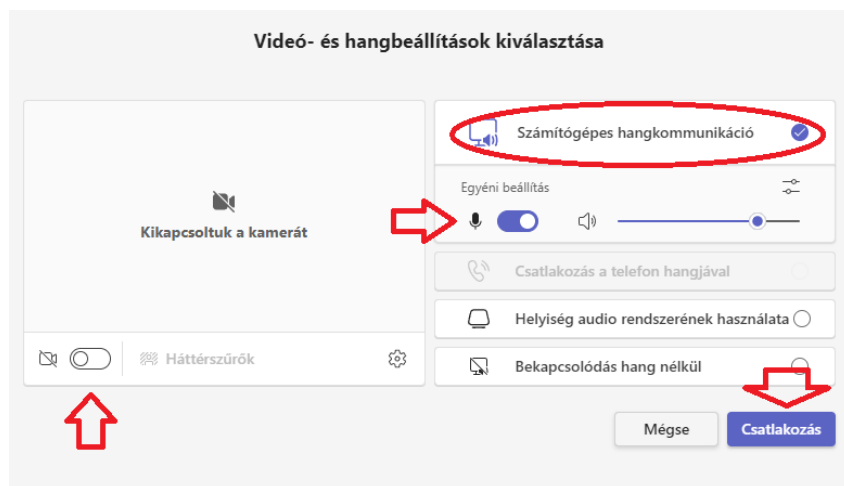 Videó- és hangbeállítások kiválasztása
Kikapcsoltuk a kamerát
Háttérszűrők
Számítógépes hangkommunikáció
Egyéni beállítás
Csatlakozás a telefon hangjával
Helyiség audio rendszerének használata
Bekapcsolódás hang nélkül
Mégse
Csatlakozás